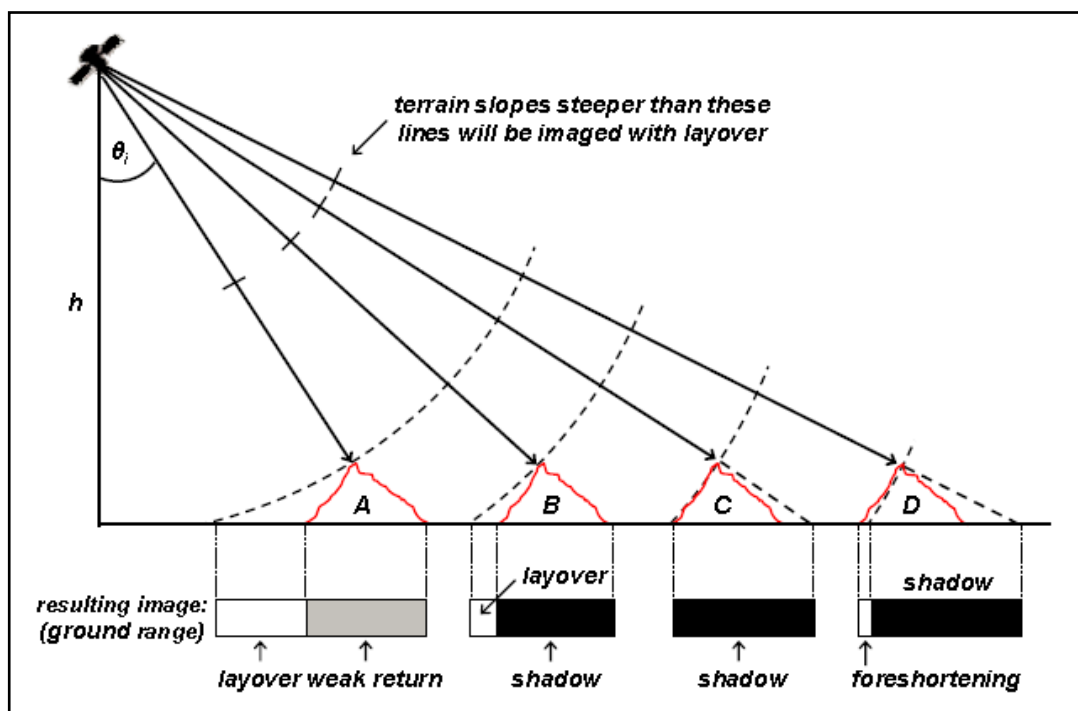 terrain slopes steeper than these
lines will be imaged with layover
θi
h
A
B
C
D
layover
shadow
resulting image:
(ground range)
layover weak return
shadow
shadow
foreshortening